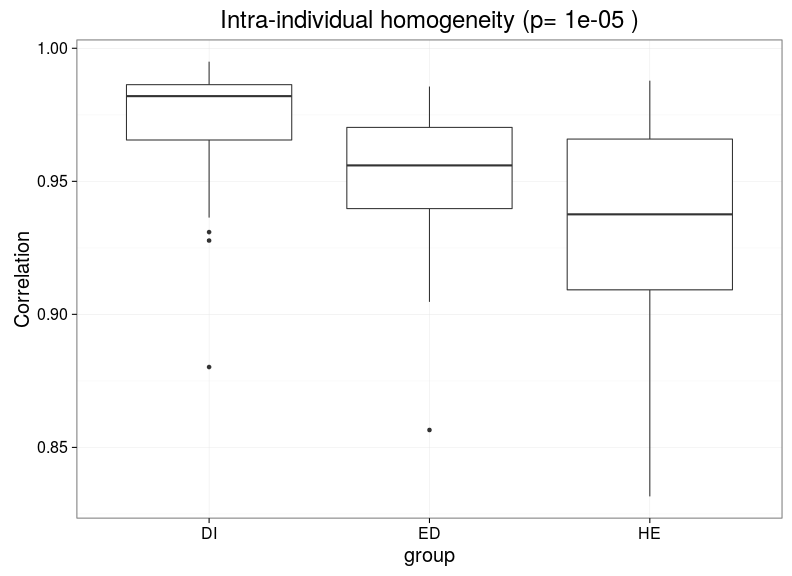 Intra-individual homogeneity (p= 1e-05 )
1.00
0.95
0.90
0.85
Correlation
DI ED HE
group